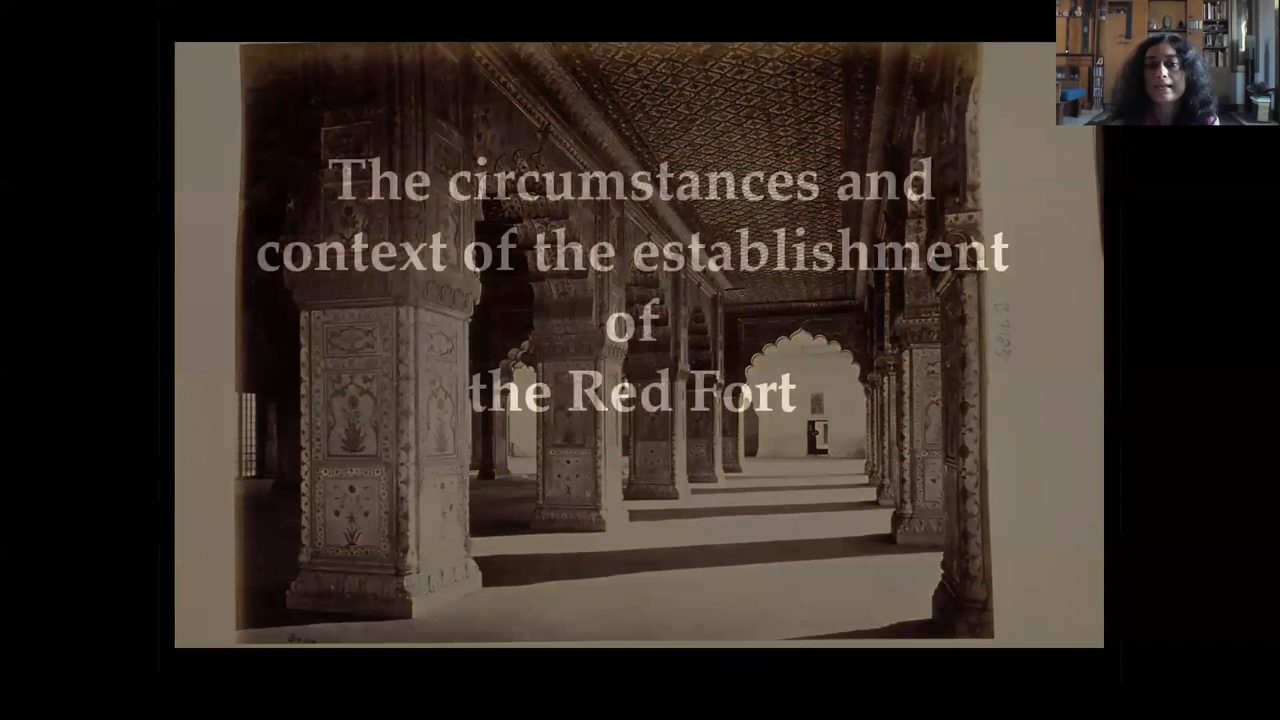 The circumstances and
context of the establishment
of
the Red Fort